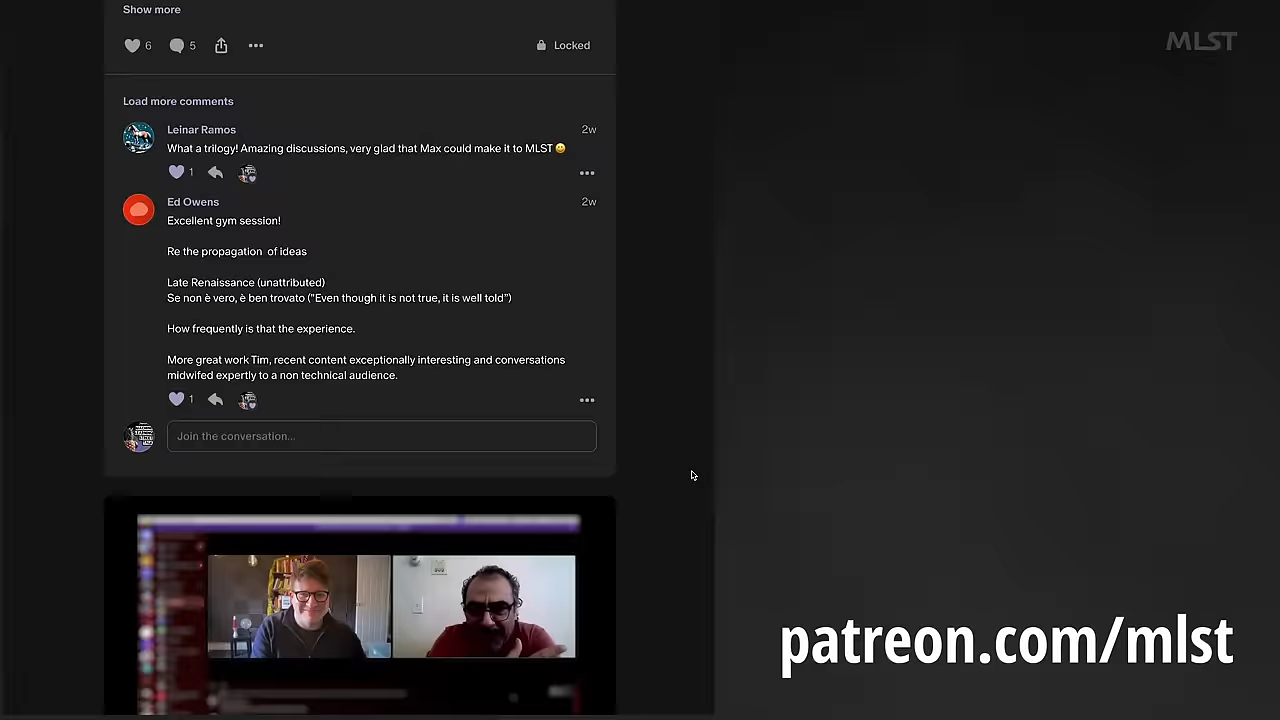 Show more
MLST
6 5 Locked
Load more comments
Leinar Ramos 2w
What a trilogy! Amazing discussions, very glad that Max could make it to MLST 😀
1
Ed Owens 2w
Excellent gym session!
Re the propagation of ideas
Late Renaissance (unattributed)
Se non è vero, è ben trovato ("Even though it is not true, it is well told")
How frequently is that the experience.
More great work Tim, recent content exceptionally interesting and conversations
midwifed expertly to a non technical audience.
1
Join the conversation...
patreon.com/mlst